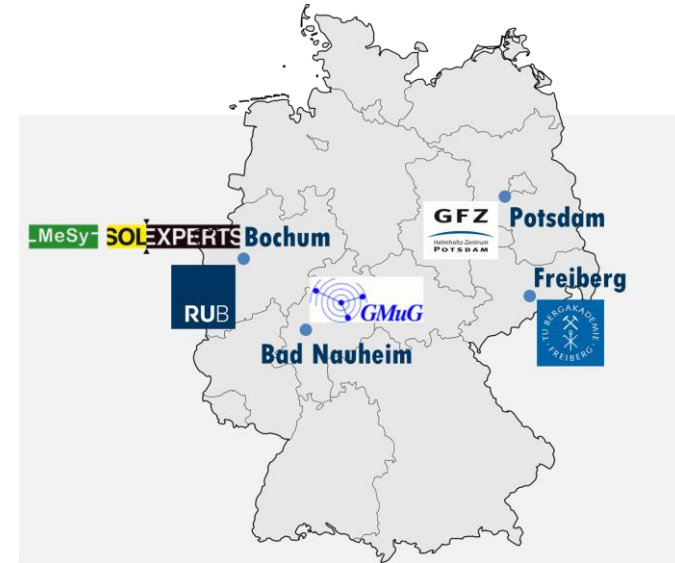 GFZ
Helmholtz-Zentrum
POTSDAM
Potsdam
MeSy
SOLEXPERTS
Bochum
Freiberg
RUB
GMuG
TU BERGAKADEMIE
FREIBERG
Bad Nauheim